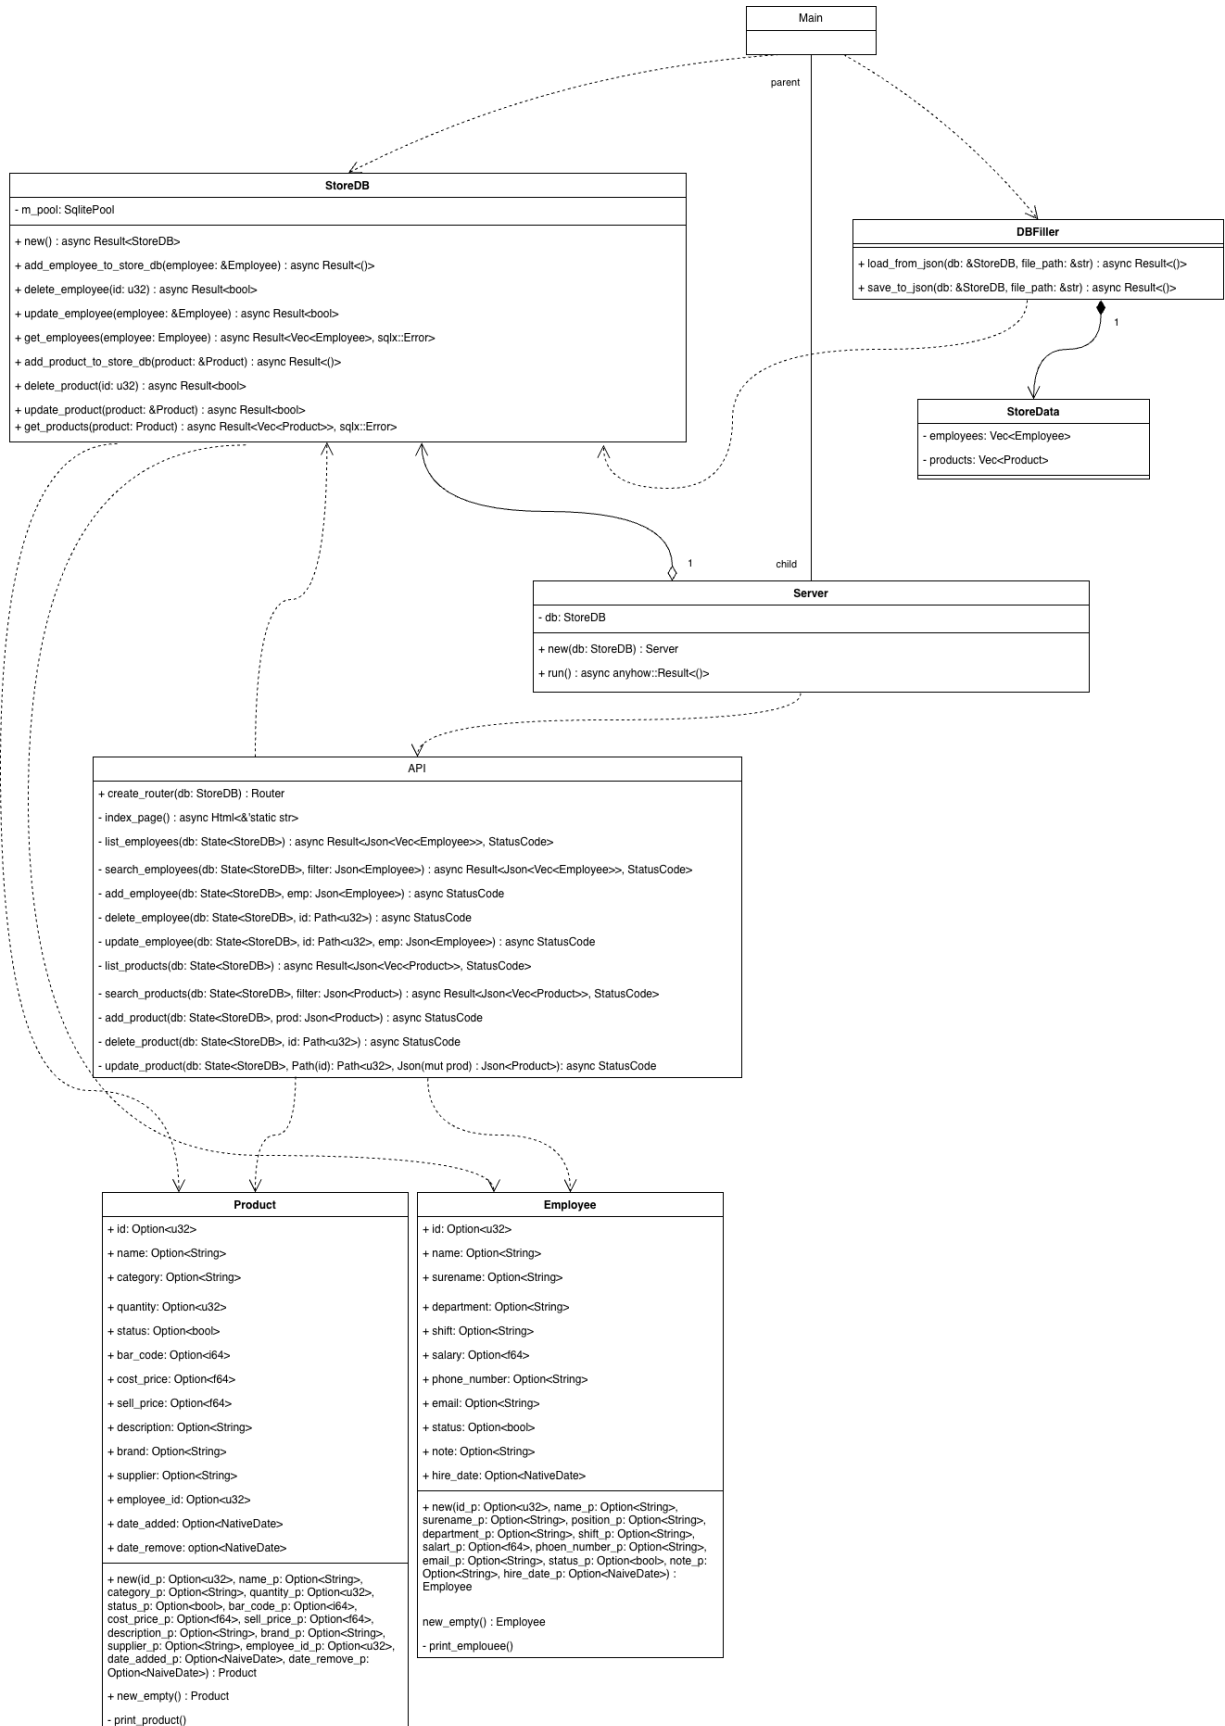 Main
parent
StoreDB
- m_pool: SqlitePool
+ new() : async Result<StoreDB>
+ add_employee_to_store_db(employee: &Employee) : async Result<()>
+ delete_employee(id: u32) : async Result<bool>
+ update_employee(employee: &Employee) : async Result<bool>
+ get_employees(employee: Employee) : async Result<Vec<Employee>, sqlx::Error>
+ add_product_to_store_db(product: &Product) : async Result<()>
+ delete_product(id: u32) : async Result<bool>
+ update_product(product: &Product) : async Result<bool>
+ get_products(product: Product) : async Result<Vec<Product>>, sqlx::Error>
DBFiller
+ load_from_json(db: &StoreDB, file_path: &str) : async Result<()>
+ save_to_json(db: &StoreDB, file_path: &str) : async Result<()>
1
StoreData
- employees: Vec<Employee>
- products: Vec<Product>
1
child
Server
- db: StoreDB
+ new(db: StoreDB) : Server
+ run() : async anyhow::Result<()>
API
+ create_router(db: StoreDB) : Router
- index_page() : async Html<&'static str>
- list_employees(db: State<StoreDB>) : async Result<Json<Vec<Employee>>, StatusCode>
- search_employees(db: State<StoreDB>, filter: Json<Employee>) : async Result<Json<Vec<Employee>>, StatusCode>
- add_employee(db: State<StoreDB>, emp: Json<Employee>) : async StatusCode
- delete_employee(db: State<StoreDB>, id: Path<u32>) : async StatusCode
- update_employee(db: State<StoreDB>, id: Path<u32>, emp: Json<Employee>) : async StatusCode
- list_products(db: State<StoreDB>) : async Result<Json<Vec<Product>>, StatusCode>
- search_products(db: State<StoreDB>, filter: Json<Product>) : async Result<Json<Vec<Product>>, StatusCode>
- add_product(db: State<StoreDB>, prod: Json<Product>) : async StatusCode
- delete_product(db: State<StoreDB>, id: Path<u32>) : async StatusCode
- update_product(db: State<StoreDB>, Path(id): Path<u32>, Json(mut prod) : Json<Product>): async StatusCode
Product
+ id: Option<u32>
+ name: Option<String>
+ category: Option<String>
+ quantity: Option<u32>
+ status: Option<bool>
+ bar_code: Option<i64>
+ cost_price: Option<f64>
+ sell_price: Option<f64>
+ description: Option<String>
+ brand: Option<String>
+ supplier: Option<String>
+ employee_id: Option<u32>
+ date_added: Option<NativeDate>
+ date_remove: option<NativeDate>
+ new(id_p: Option<u32>, name_p: Option<String>,
category_p: Option<String>, quantity_p: Option<u32>,
status_p: Option<bool>, bar_code_p: Option<i64>,
cost_price_p: Option<f64>, sell_price_p: Option<f64>,
description_p: Option<String>, brand_p: Option<String>,
supplier_p: Option<String>, employee_id_p: Option<u32>,
date_added_p: Option<NaiveDate>, date_remove_p:
Option<NaiveDate>) : Product
+ new_empty() : Product
- print_product()
Employee
+ id: Option<u32>
+ name: Option<String>
+ surename: Option<String>
+ department: Option<String>
+ shift: Option<String>
+ salary: Option<f64>
+ phone_number: Option<String>
+ email: Option<String>
+ status: Option<bool>
+ note: Option<String>
+ hire_date: Option<NativeDate>
+ new(id_p: Option<u32>, name_p: Option<String>,
surename_p: Option<String>, position_p: Option<String>,
department_p: Option<String>, shift_p: Option<String>,
salart_p: Option<f64>, phoen_number_p: Option<String>,
email_p: Option<String>, status_p: Option<bool>, note_p:
Option<String>, hire_date_p: Option<NaiveDate>) :
Employee
new_empty() : Employee
- print_emplouee()